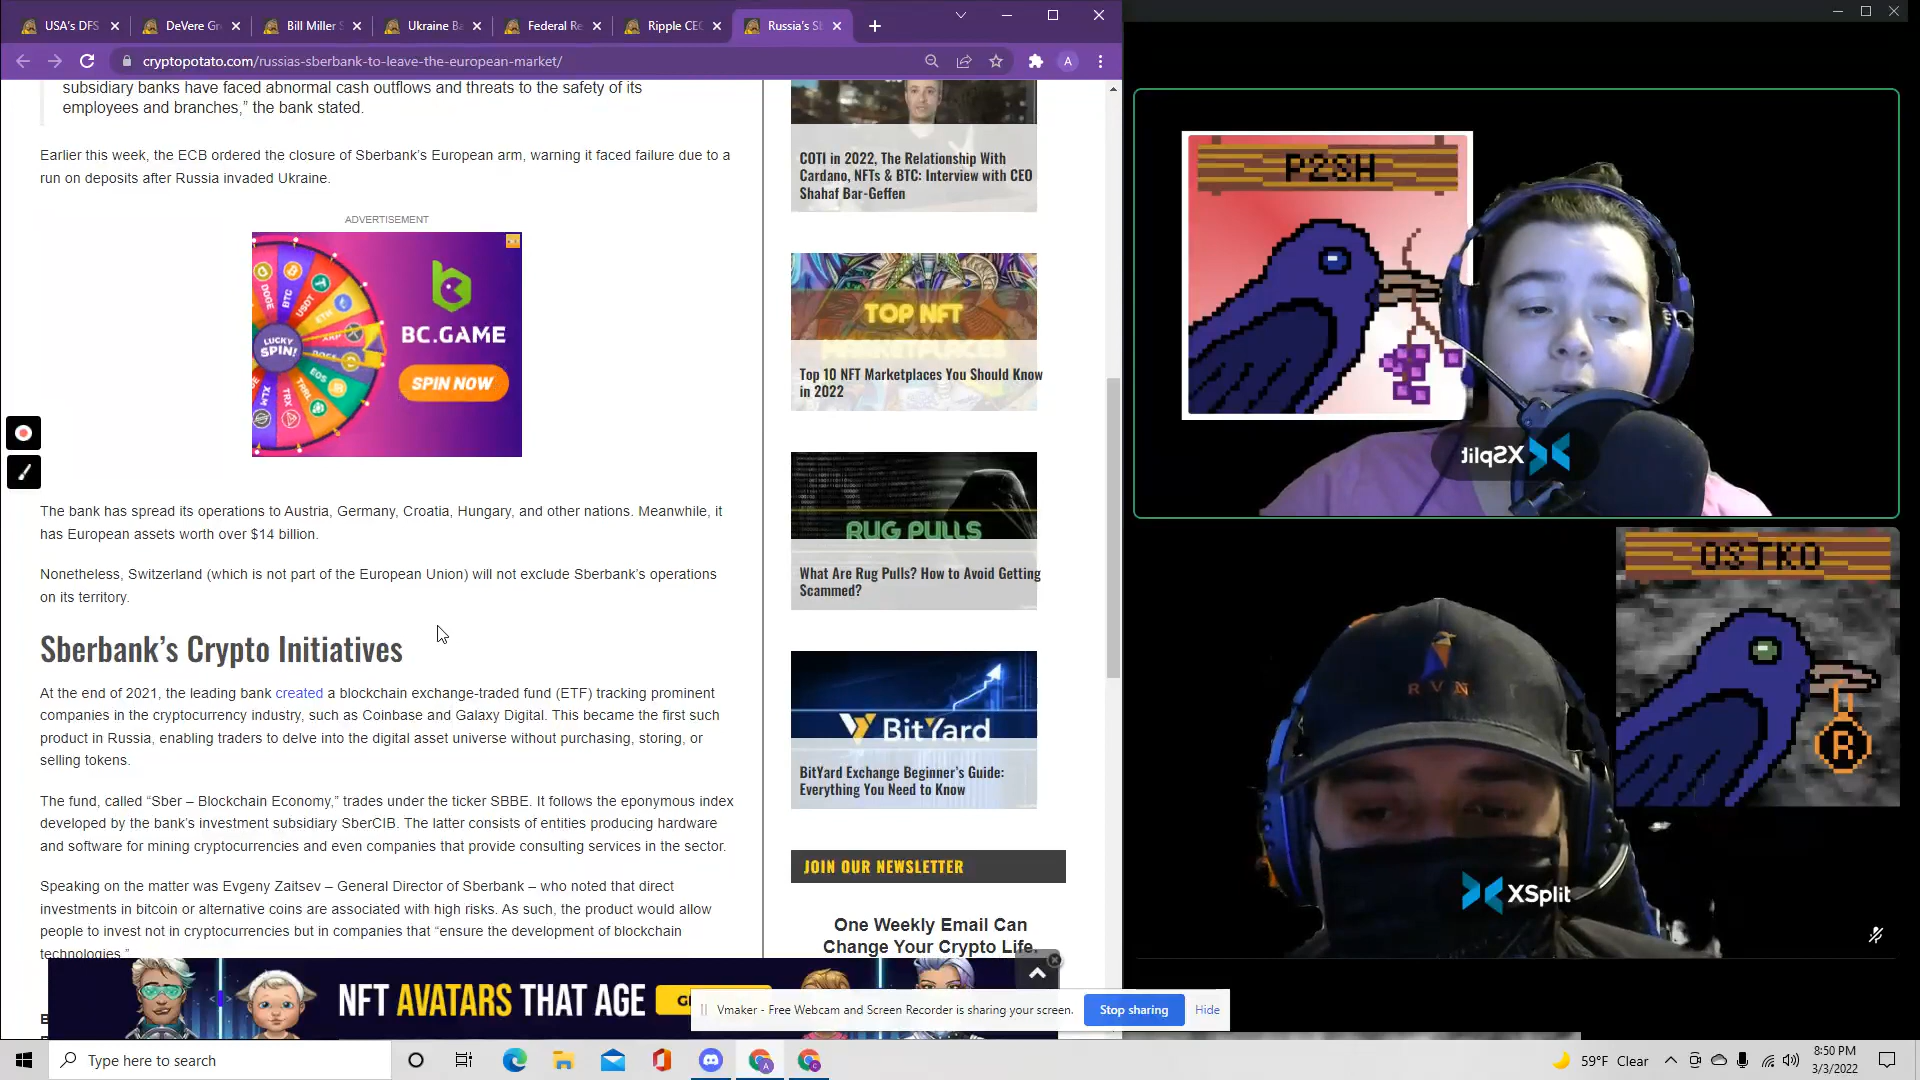 USA's DFS
DeVere Gr
Bill Miller S
Ukraine Ba
Federal Re
Ripple CEO
Russia's S
cryptopotato.com/russias-sberbank-to-leave-the-european-market/
A
subsidiary banks have faced abnormal cash outflows and threats to the safety of its
employees and branches,” the bank stated.
Earlier this week, the ECB ordered the closure of Sberbank’s European arm, warning it faced failure due to a
run on deposits after Russia invaded Ukraine.
ADVERTISEMENT
DOGE
BTC
USDT
ETH
XRP
EOS
TRX
XLM
LUCKY
SPIN!
BC.GAME
SPIN NOW
The bank has spread its operations to Austria, Germany, Croatia, Hungary, and other nations. Meanwhile, it
has European assets worth over $14 billion.
Nonetheless, Switzerland (which is not part of the European Union) will not exclude Sberbank’s operations
on its territory.
Sberbank’s Crypto Initiatives
At the end of 2021, the leading bank created a blockchain exchange-traded fund (ETF) tracking prominent
companies in the cryptocurrency industry, such as Coinbase and Galaxy Digital. This became the first such
product in Russia, enabling traders to delve into the digital asset universe without purchasing, storing, or
selling tokens.
The fund, called “Sber – Blockchain Economy,” trades under the ticker SBBE. It follows the eponymous index
developed by the bank’s investment subsidiary SberCIB. The latter consists of entities producing hardware
and software for mining cryptocurrencies and even companies that provide consulting services in the sector.
Speaking on the matter was Evgeny Zaitsev – General Director of Sberbank – who noted that direct
investments in bitcoin or alternative coins are associated with high risks. As such, the product would allow
people to invest not in cryptocurrencies but in companies that “ensure the development of blockchain
technologies.”
COTI in 2022, The Relationship With
Cardano, NFTs & BTC: Interview with CEO
Shahaf Bar-Geffen
TOP NFT
MARKETPLACES
Top 10 NFT Marketplaces You Should Know
in 2022
RUG PULLS
What Are Rug Pulls? How to Avoid Getting
Scammed?
BitYard
BitYard Exchange Beginner’s Guide:
Everything You Need to Know
JOIN OUR NEWSLETTER
One Weekly Email Can
Change Your Crypto Life.
NFT AVATARS THAT AGE
Vmaker - Free Webcam and Screen Recorder is sharing your screen.
Stop sharing
Hide
P2SH
XSplit
OSTKO
R
RVN
XSplit
Type here to search
59°F Clear
8:50 PM
3/3/2022